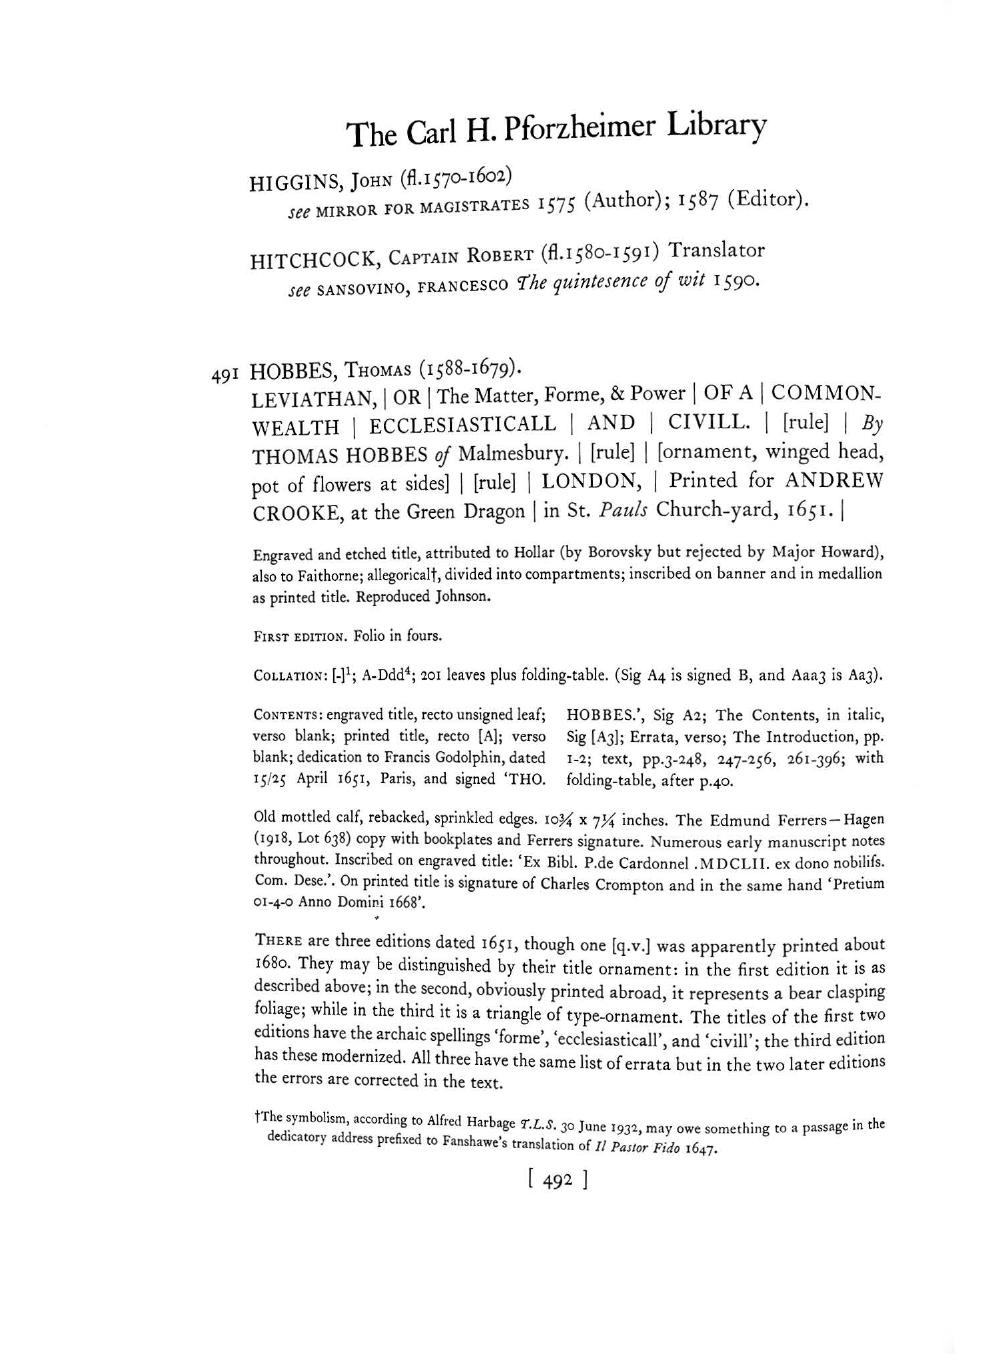 The Carl H. Pforzheimer Library
HIGGINS, JOHN (fl.1570-1602)
see MIRROR FOR MAGISTRATES 1575 (Author); 1587 (Editor).
HITCHCOCK, CAPTAIN ROBERT (fl.1580-1591) Translator
see SANSOVINO, FRANCESCO The quintesence of wit 1590.
491 HOBBES, THOMAS (1588-1679).
LEVIATHAN, | OR | The Matter, Forme, & Power | OF A | COMMON-
WEALTH | ECCLESIASTICALL | AND | CIVILL. | [rule] | By
THOMAS HOBBES of Malmesbury. | [rule] | [ornament, winged head,
pot of flowers at sides] | [rule] | LONDON, | Printed for ANDREW
CROOKE, at the Green Dragon | in St. Pauls Church-yard, 1651. |
Engraved and etched title, attributed to Hollar (by Borovsky but rejected by Major Howard),
also to Faithorne; allegorical†, divided into compartments; inscribed on banner and in medallion
as printed title. Reproduced Johnson.
FIRST EDITION. Folio in fours.
COLLATION: [-]¹; A-Ddd⁴; 201 leaves plus folding-table. (Sig A4 is signed B, and Aaa3 is Aa3).
CONTENTS: engraved title, recto unsigned leaf;
verso blank; printed title, recto [A]; verso
blank; dedication to Francis Godolphin, dated
15/25 April 1651, Paris, and signed ‘THO.
HOBBES.’, Sig A2; The Contents, in italic,
Sig [A3]; Errata, verso; The Introduction, pp.
1-2; text, pp.3-248, 247-256, 261-396; with
folding-table, after p.40.
Old mottled calf, rebacked, sprinkled edges. 10¾ x 7¼ inches. The Edmund Ferrers—Hagen
(1918, Lot 638) copy with bookplates and Ferrers signature. Numerous early manuscript notes
throughout. Inscribed on engraved title: ‘Ex Bibl. P.de Cardonnel .MDCLII. ex dono nobilifs.
Com. Dese.’. On printed title is signature of Charles Crompton and in the same hand ‘Pretium
01-4-0 Anno Domini 1668’.
THERE are three editions dated 1651, though one [q.v.] was apparently printed about
1680. They may be distinguished by their title ornament: in the first edition it is as
described above; in the second, obviously printed abroad, it represents a bear clasping
foliage; while in the third it is a triangle of type-ornament. The titles of the first two
editions have the archaic spellings ‘forme’, ‘ecclesiasticall’, and ‘civill’; the third edition
has these modernized. All three have the same list of errata but in the two later editions
the errors are corrected in the text.
†The symbolism, according to Alfred Harbage T.L.S. 30 June 1932, may owe something to a passage in the
dedicatory address prefixed to Fanshawe's translation of Il Pastor Fido 1647.
[ 492 ]